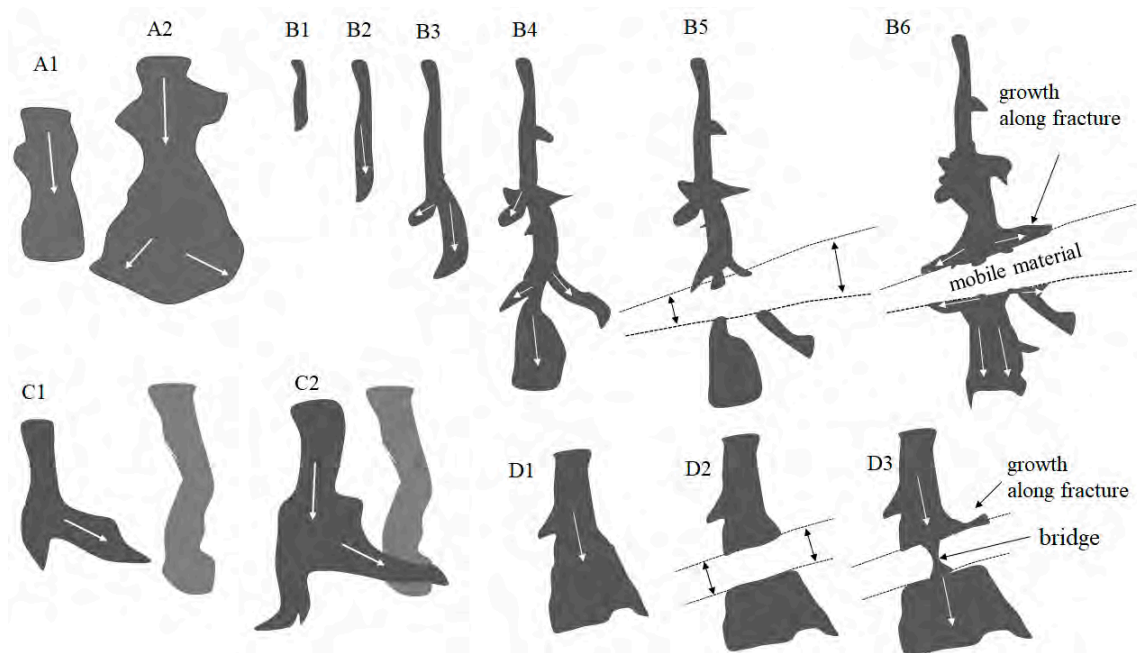 A1
A2
B1
B2
B3
B4
B5
B6
growth
along fracture
mobile material
C1
C2
D1
D2
D3
growth
along fracture
bridge